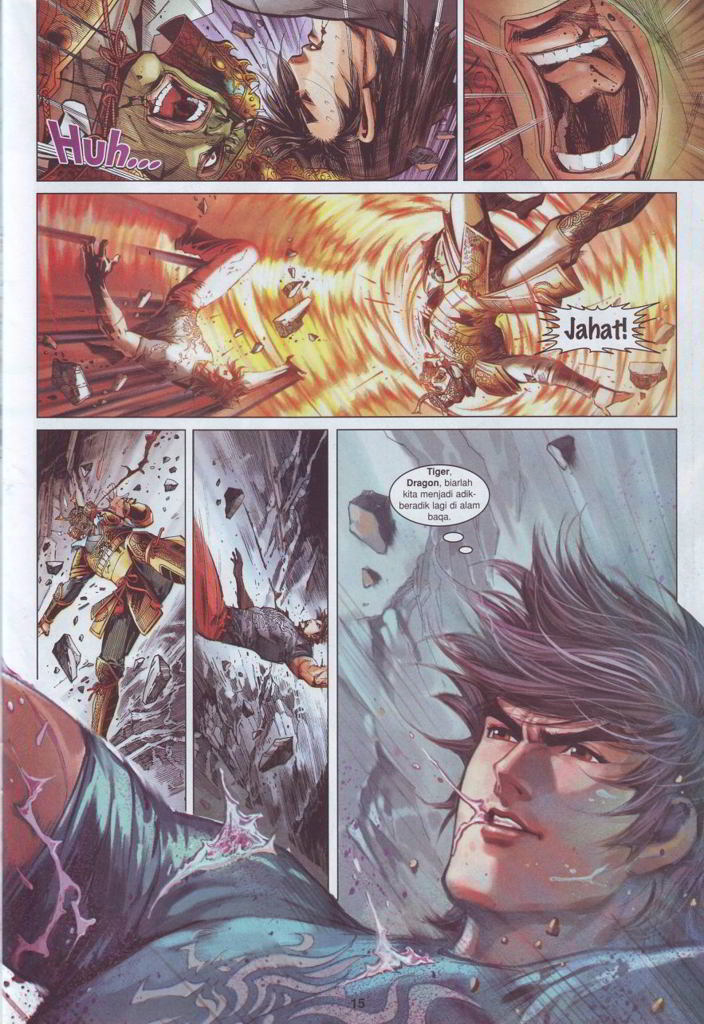 Huh...
Jahat!
Tiger,
Dragon, biarlah
kita menjadi adik-
beradik lagi di alam
baqa.
15